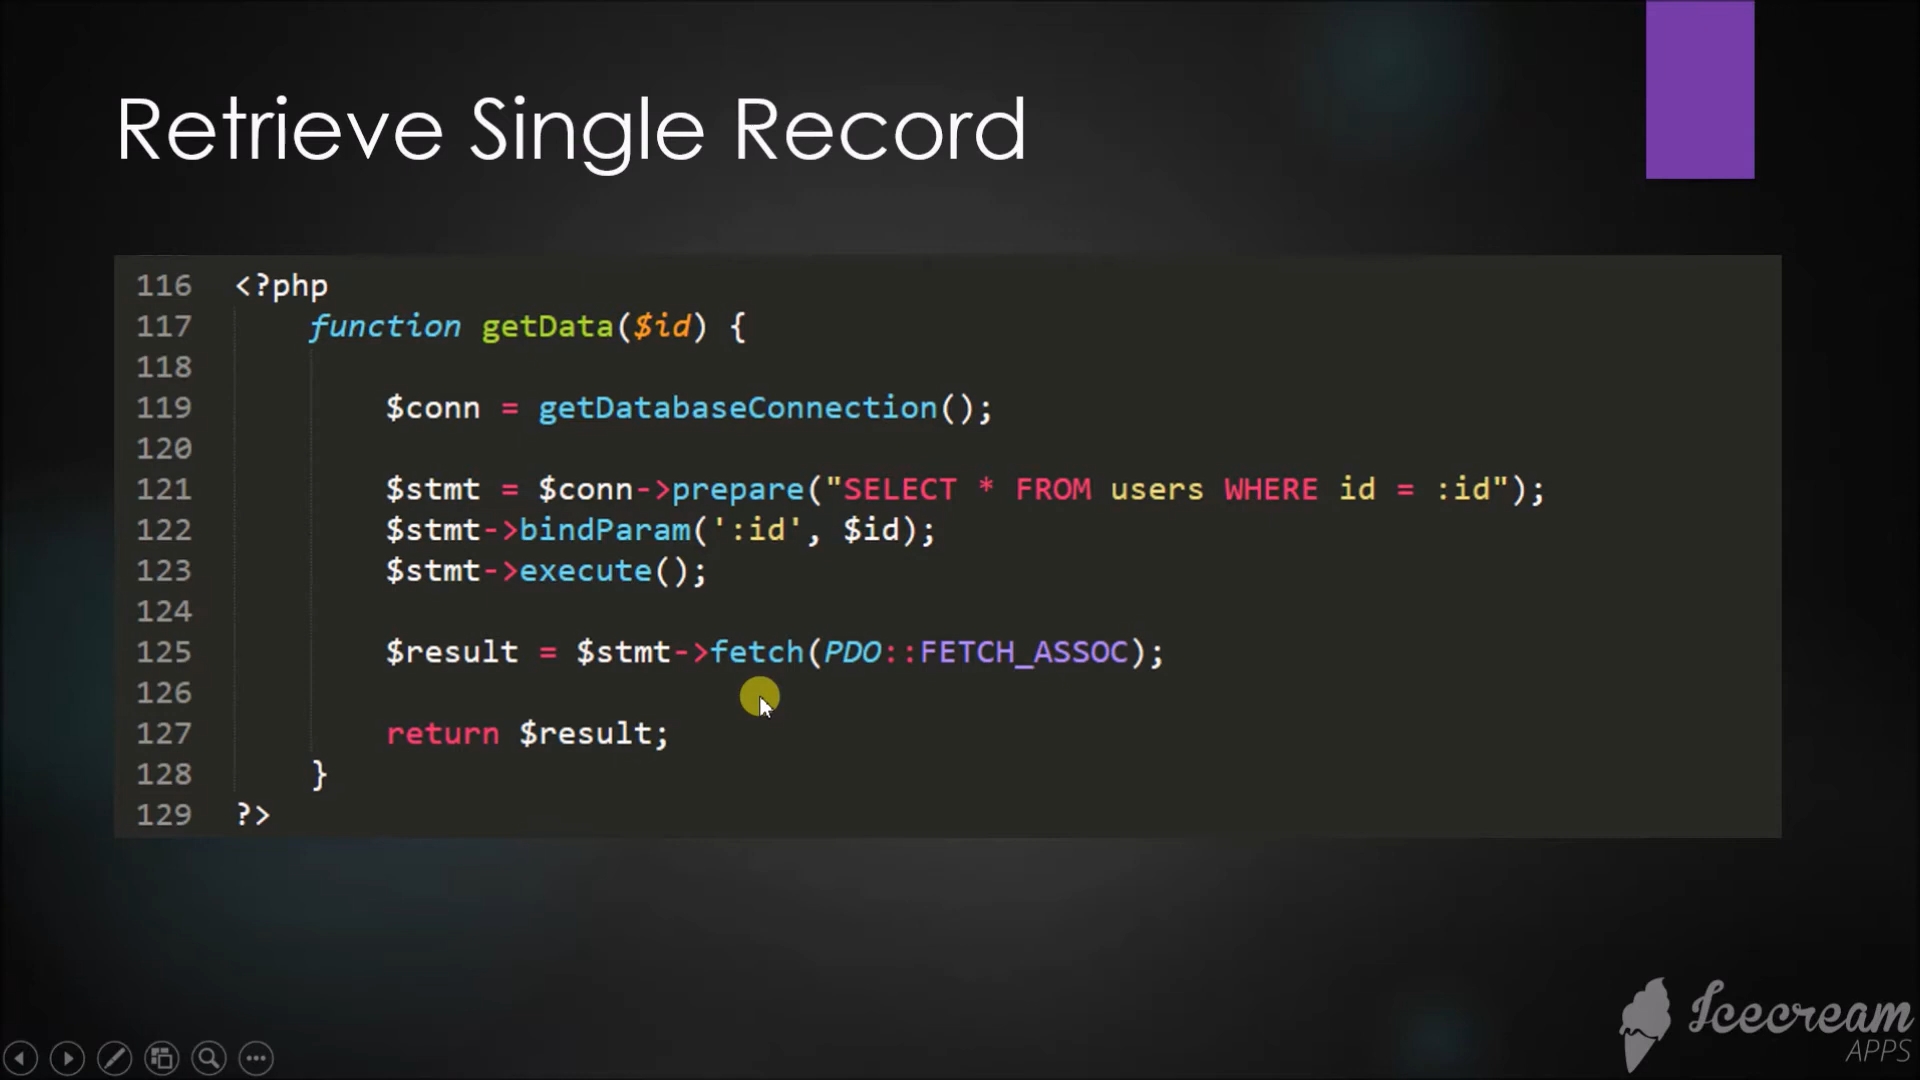 Retrieve Single Record
116 <?php
117 function getData($id) {
118
119 $conn = getDatabaseConnection();
120
121 $stmt = $conn->prepare("SELECT * FROM users WHERE id = :id");
122 $stmt->bindParam(':id', $id);
123 $stmt->execute();
124
125 $result = $stmt->fetch(PDO::FETCH_ASSOC);
126
127 return $result;
128 }
129 ?>
Icecream
APPS